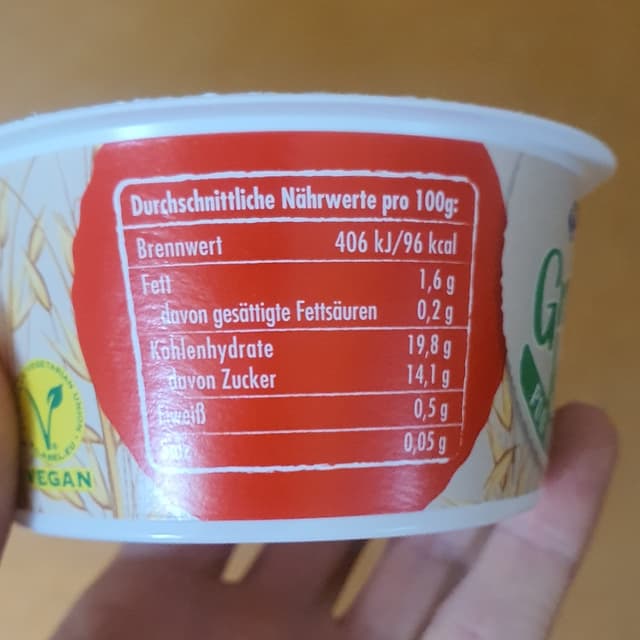 Durchschnittliche Nährwerte pro 100g:
Brennwert 406 kJ/96 kcal
Fett 1,6 g
davon gesättigte Fettsäuren 0,2 g
Kohlenhydrate 19,8 g
davon Zucker 14,1 g
Eiweiß 0,5 g
Salz 0,05 g
VEGAN